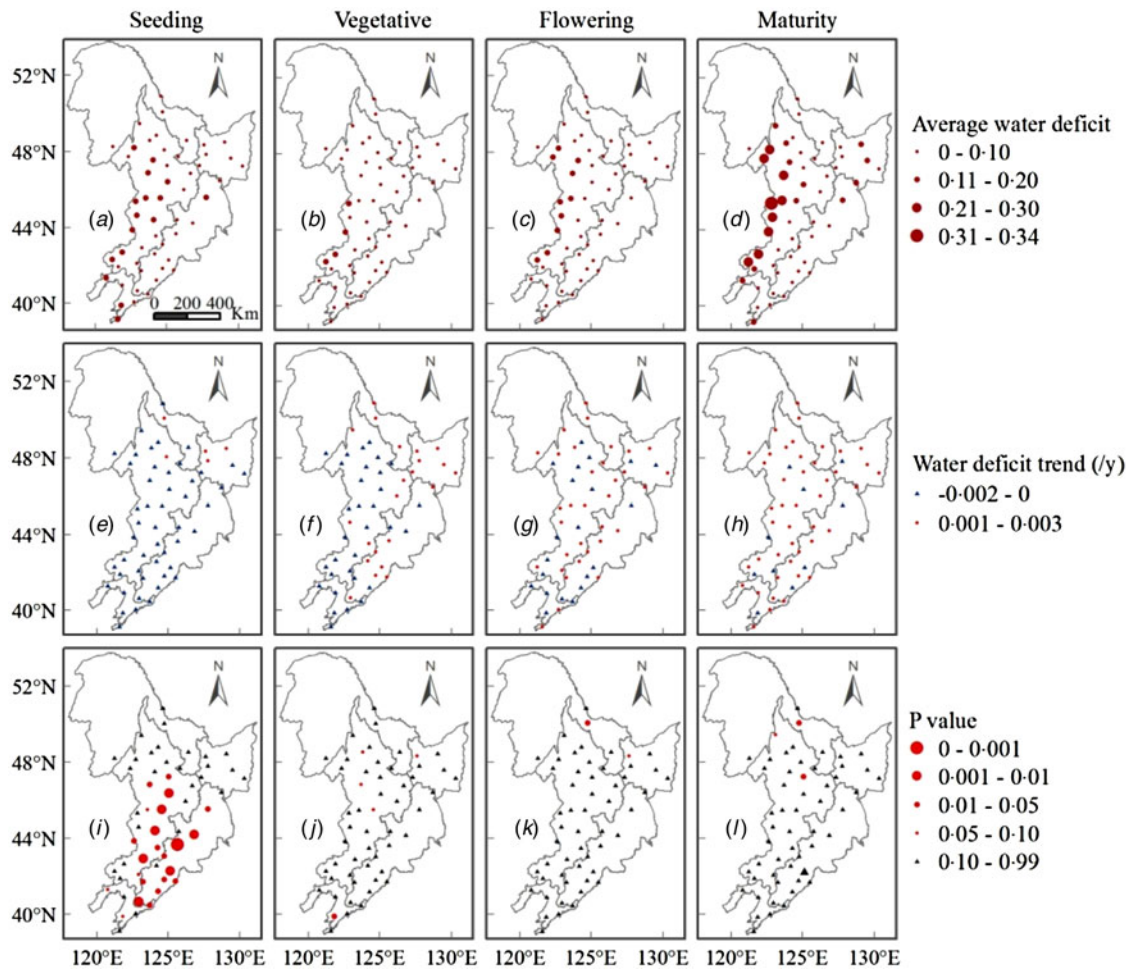 Seeding Vegetative Flowering Maturity
N N N N
52°N
48°N
44°N
40°N
(a) (b) (c) (d)
0 200 400
Km
120°E 125°E 130°E
Average water deficit
0 - 0·10
0·11 - 0·20
0·21 - 0·30
0·31 - 0·34
N N N N
52°N
48°N
44°N
40°N
(e) (f) (g) (h)
Water deficit trend (/y)
-0·002 - 0
0·001 - 0·003
N N N N
52°N
48°N
44°N
40°N
(i) (j) (k) (l)
P value
0 - 0·001
0·001 - 0·01
0·01 - 0·05
0·05 - 0·10
0·10 - 0·99
120°E 125°E 130°E 120°E 125°E 130°E 120°E 125°E 130°E 120°E 125°E 130°E